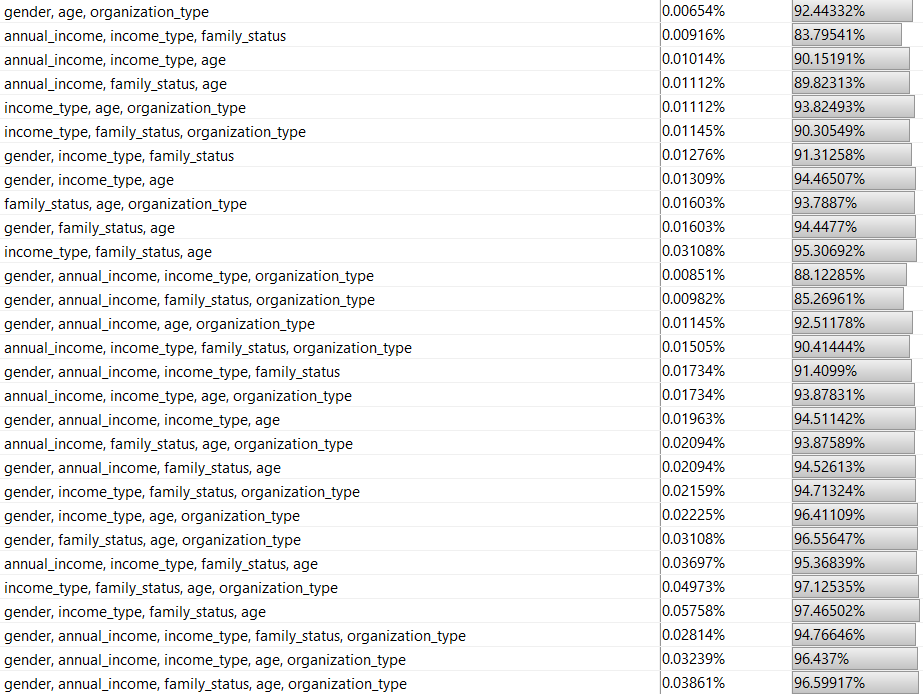 gender, age, organization_type 0.00654% 92.44332%
annual_income, income_type, family_status 0.00916% 83.79541%
annual_income, income_type, age 0.01014% 90.15191%
annual_income, family_status, age 0.01112% 89.82313%
income_type, age, organization_type 0.01112% 93.82493%
income_type, family_status, organization_type 0.01145% 90.30549%
gender, income_type, family_status 0.01276% 91.31258%
gender, income_type, age 0.01309% 94.46507%
family_status, age, organization_type 0.01603% 93.7887%
gender, family_status, age 0.01603% 94.4477%
income_type, family_status, age 0.03108% 95.30692%
gender, annual_income, income_type, organization_type 0.00851% 88.12285%
gender, annual_income, family_status, organization_type 0.00982% 85.26961%
gender, annual_income, age, organization_type 0.01145% 92.51178%
annual_income, income_type, family_status, organization_type 0.01505% 90.41444%
gender, annual_income, income_type, family_status 0.01734% 91.4099%
annual_income, income_type, age, organization_type 0.01734% 93.87831%
gender, annual_income, income_type, age 0.01963% 94.51142%
annual_income, family_status, age, organization_type 0.02094% 93.87589%
gender, annual_income, family_status, age 0.02094% 94.52613%
gender, income_type, family_status, organization_type 0.02159% 94.71324%
gender, income_type, age, organization_type 0.02225% 96.41109%
gender, family_status, age, organization_type 0.03108% 96.55647%
annual_income, income_type, family_status, age 0.03697% 95.36839%
income_type, family_status, age, organization_type 0.04973% 97.12535%
gender, income_type, family_status, age 0.05758% 97.46502%
gender, annual_income, income_type, family_status, organization_type 0.02814% 94.76646%
gender, annual_income, income_type, age, organization_type 0.03239% 96.437%
gender, annual_income, family_status, age, organization_type 0.03861% 96.59917%